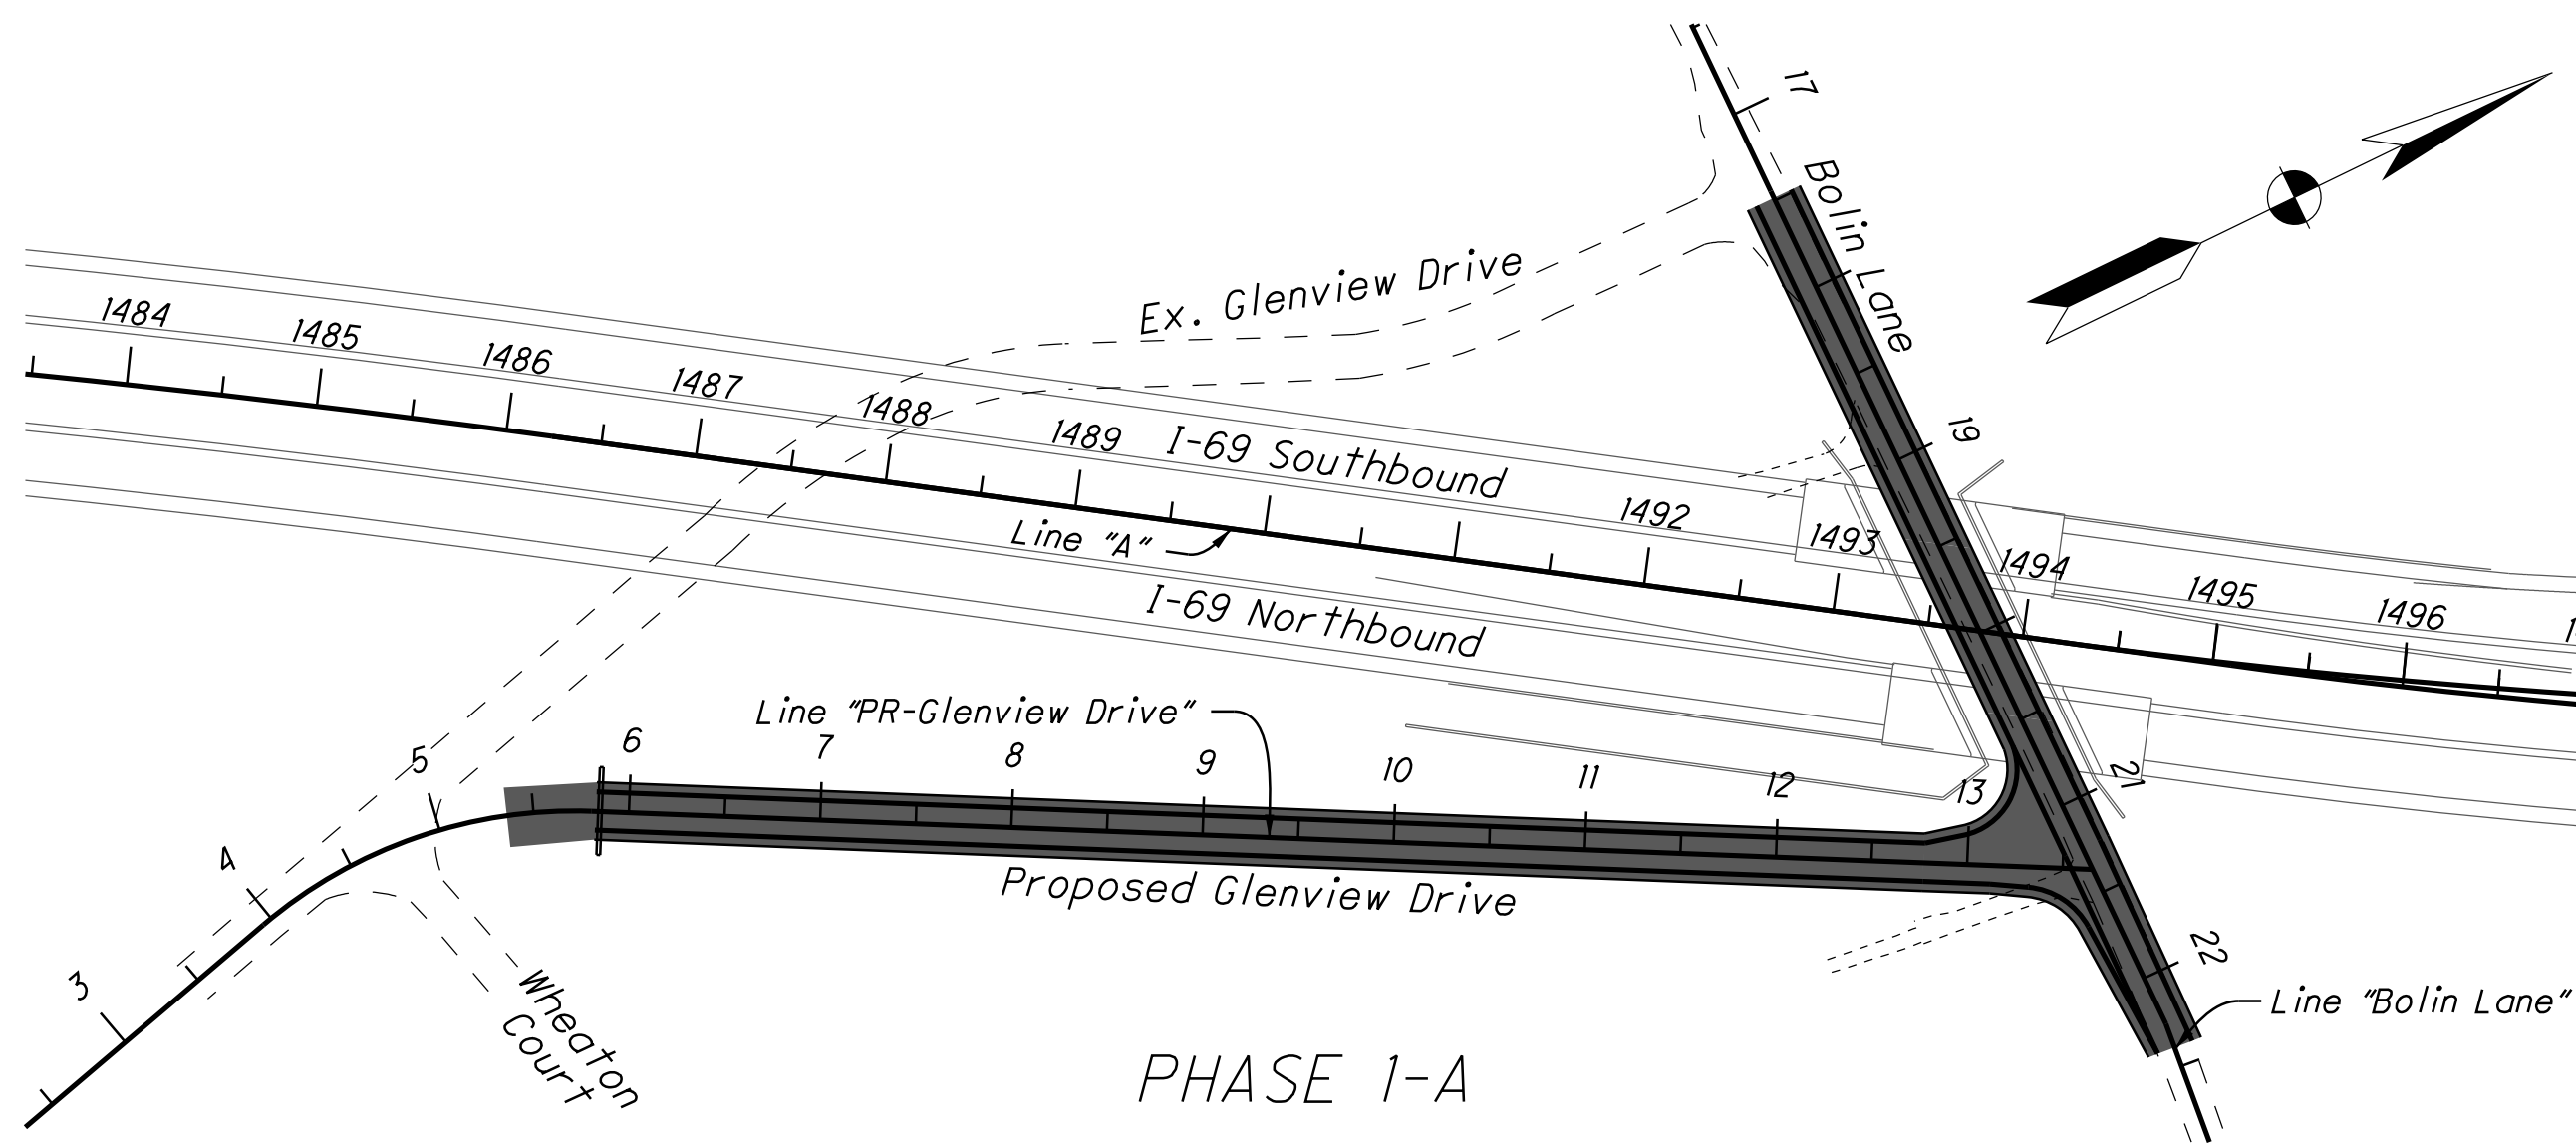 17
Bolin Lane
Ex. Glenview Drive
1484
1485
1486
1487
1488
1489
I-69 Southbound
19
1492
1493
1494
1495
1496
Line "A"
I-69 Northbound
Line "PR-Glenview Drive"
5
6
7
8
9
10
11
12
13
21
4
Proposed Glenview Drive
3
22
Wheaton
Court
Line "Bolin Lane"
PHASE 1-A